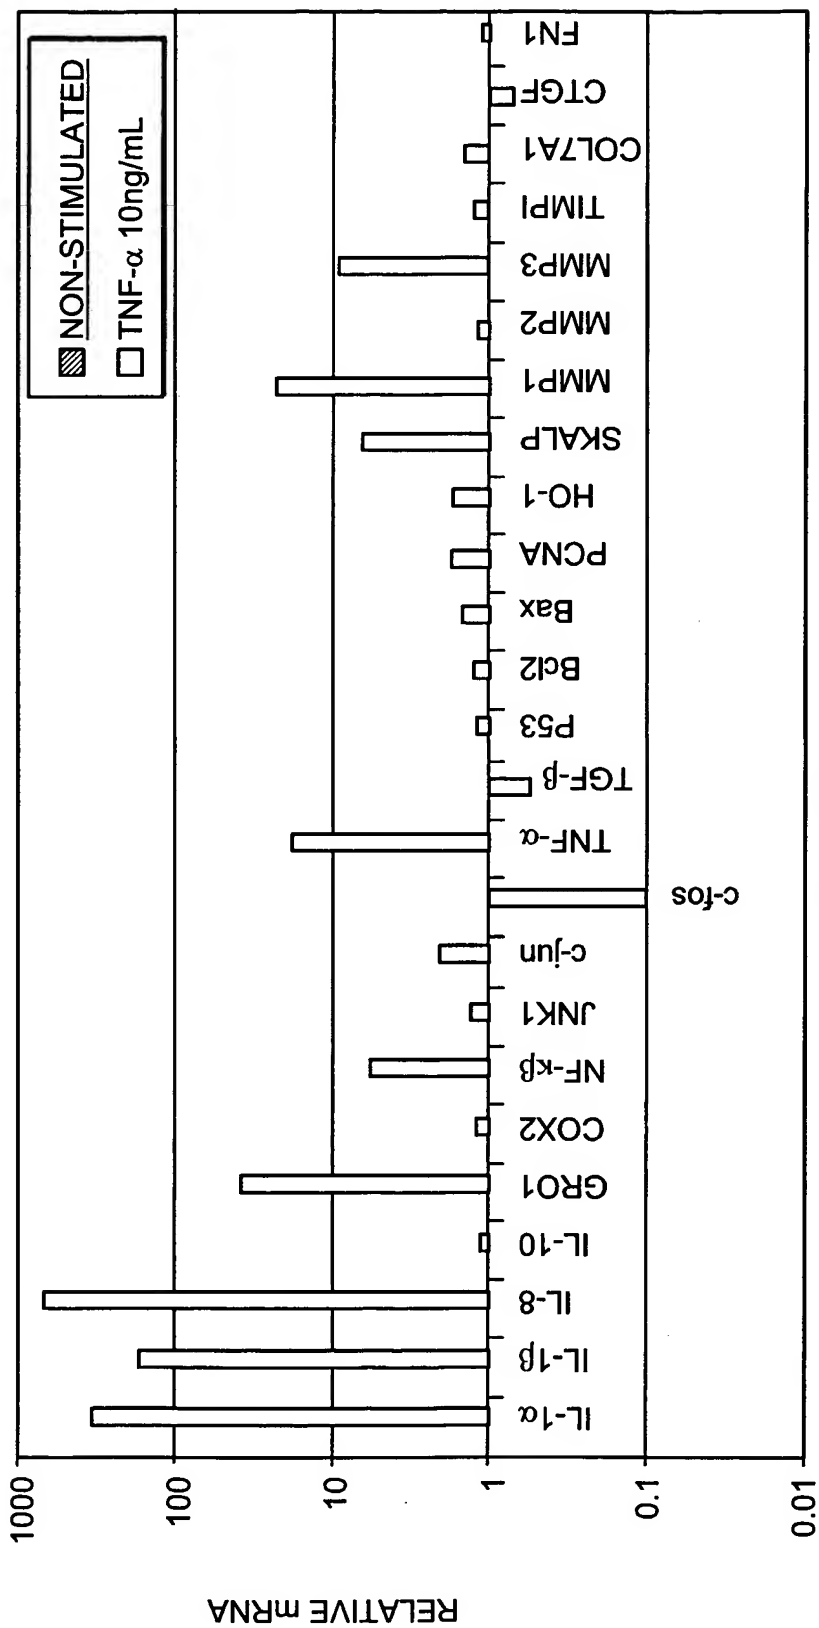 RELATIVE mRNA
1000
100
10
1
0.1
0.01
NON-STIMULATED
TNF-α 10ng/mL
IL-1α
IL-1β
IL-8
IL-10
GRO1
COX2
NF-κβ
JNK1
c-jun
c-fos
TNF-α
TGF-β
P53
Bcl2
Bax
PCNA
HO-1
SKALP
MMP1
MMP2
MMP3
TIMPI
COL7A1
CTGF
FN1